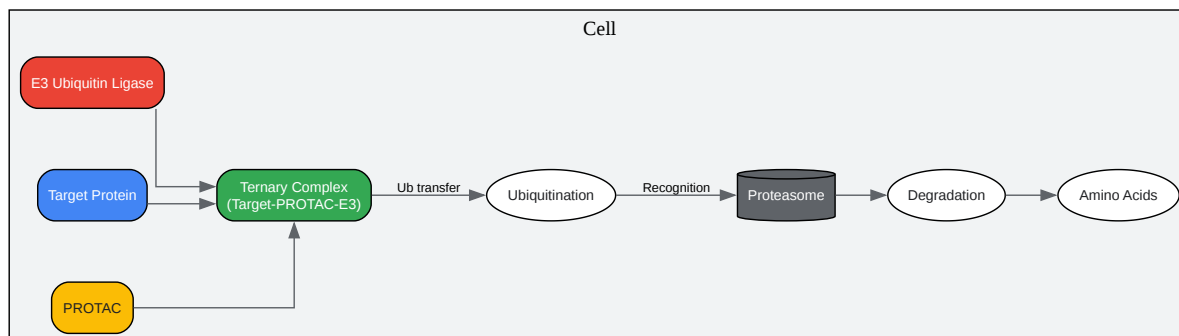 Cell
E3 Ubiquitin Ligase
Target Protein
Ternary Complex
(Target-PROTAC-E3)
Ub transfer
Ubiquitination
Recognition
Proteasome
Degradation
Amino Acids
PROTAC